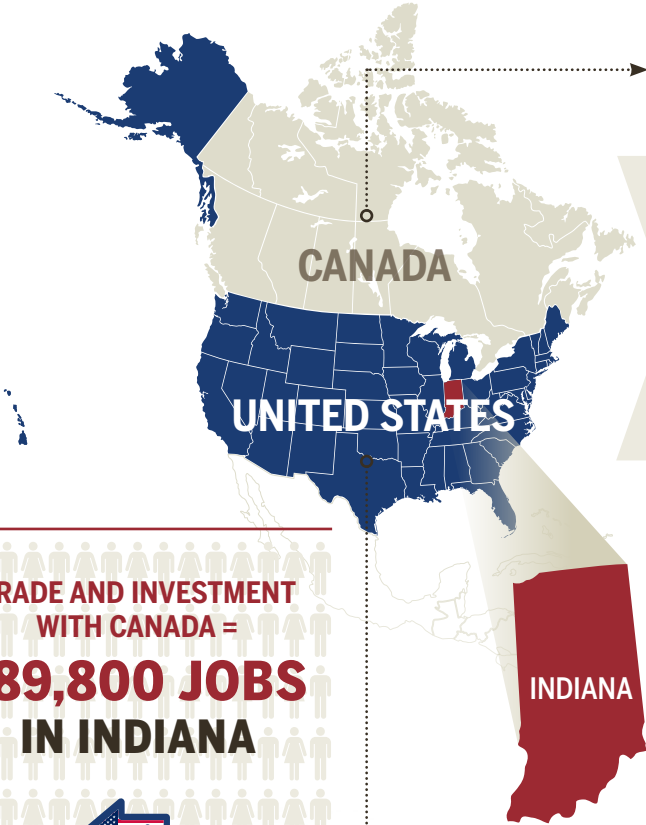 CANADA
UNITED STATES
RADE AND INVESTMENT
WITH CANADA =
89,800 JOBS
IN INDIANA
INDIANA